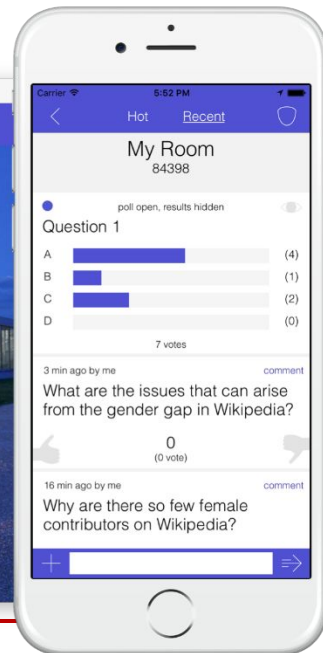 Carrier 5:52 PM
Hot Recent
My Room
84398
poll open, results hidden
Question 1
A (4)
B (1)
C (2)
D (0)
7 votes
3 min ago by me comment
What are the issues that can arise
from the gender gap in Wikipedia?
0
(0 vote)
16 min ago by me comment
Why are there so few female
contributors on Wikipedia?